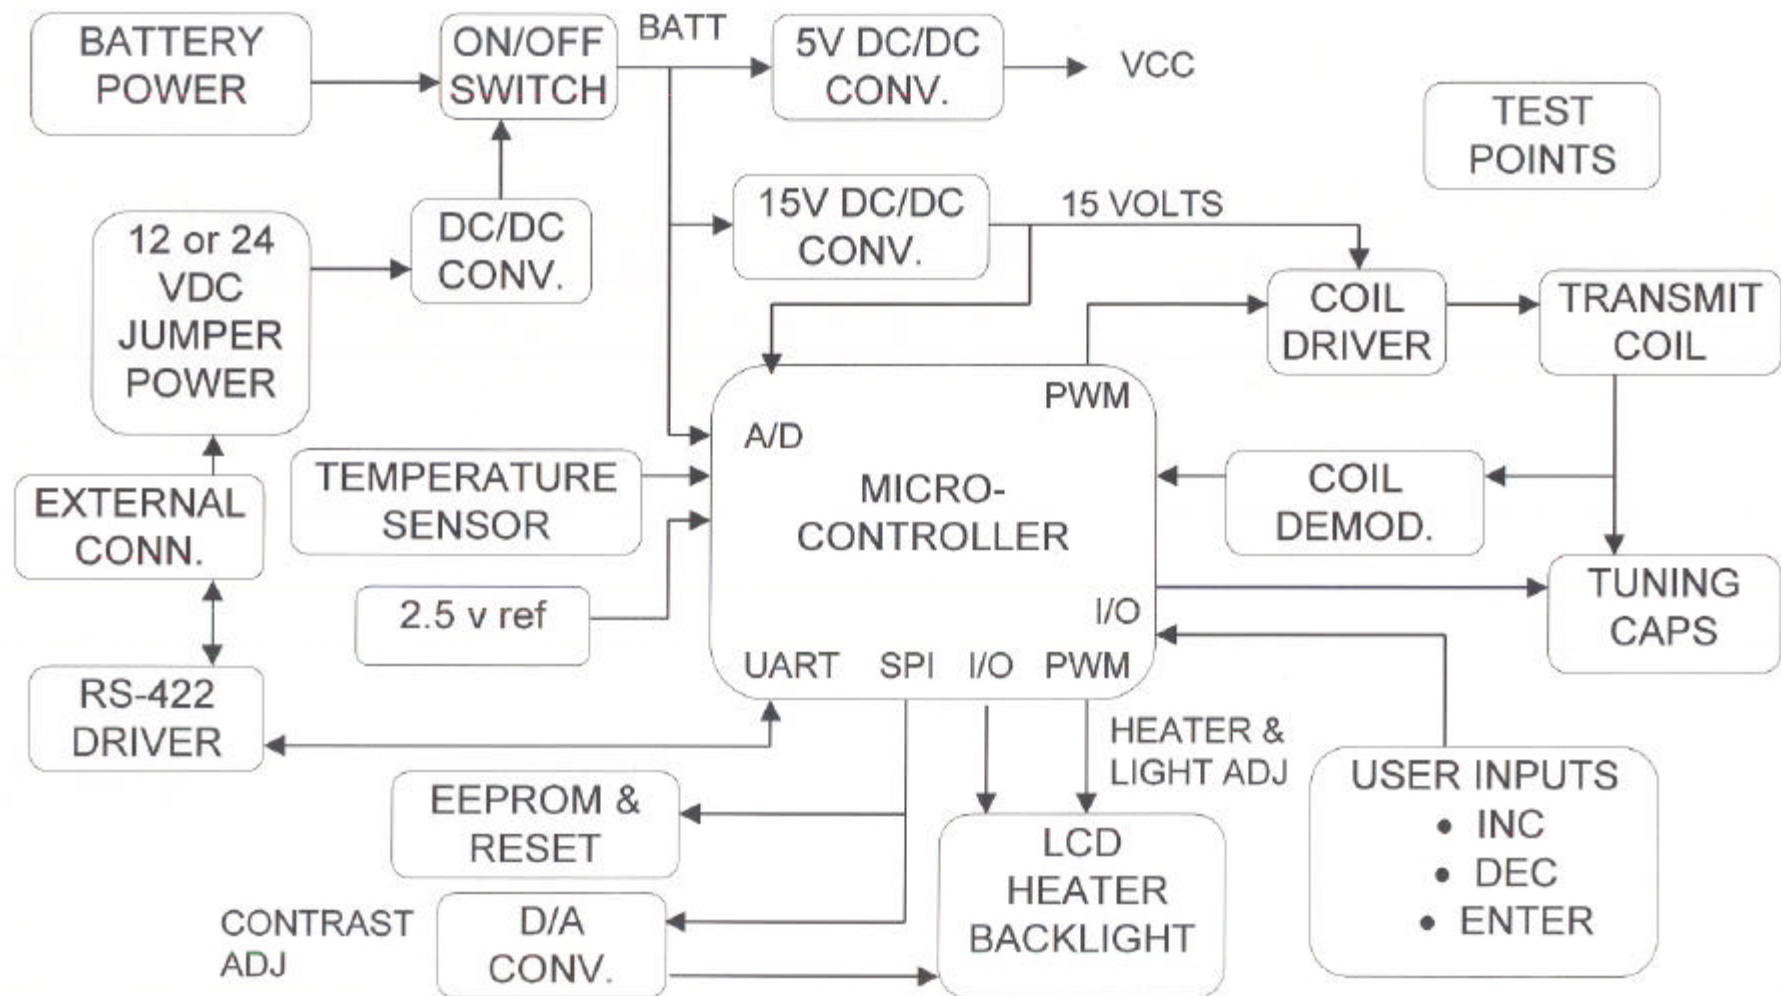 BATTERY
POWER
ON/OFF
SWITCH
BATT
5V DC/DC
CONV.
VCC
TEST
POINTS
12 or 24
VDC
JUMPER
POWER
DC/DC
CONV.
15V DC/DC
CONV.
15 VOLTS
COIL
DRIVER
TRANSMIT
COIL
PWM
A/D
MICRO-
CONTROLLER
I/O
UART
SPI
I/O
PWM
EXTERNAL
CONN.
TEMPERATURE
SENSOR
COIL
DEMOD.
2.5 v ref
TUNING
CAPS
RS-422
DRIVER
HEATER &
LIGHT ADJ
EEPROM &
RESET
LCD
HEATER
BACKLIGHT
USER INPUTS
• INC
• DEC
• ENTER
CONTRAST
ADJ
D/A
CONV.